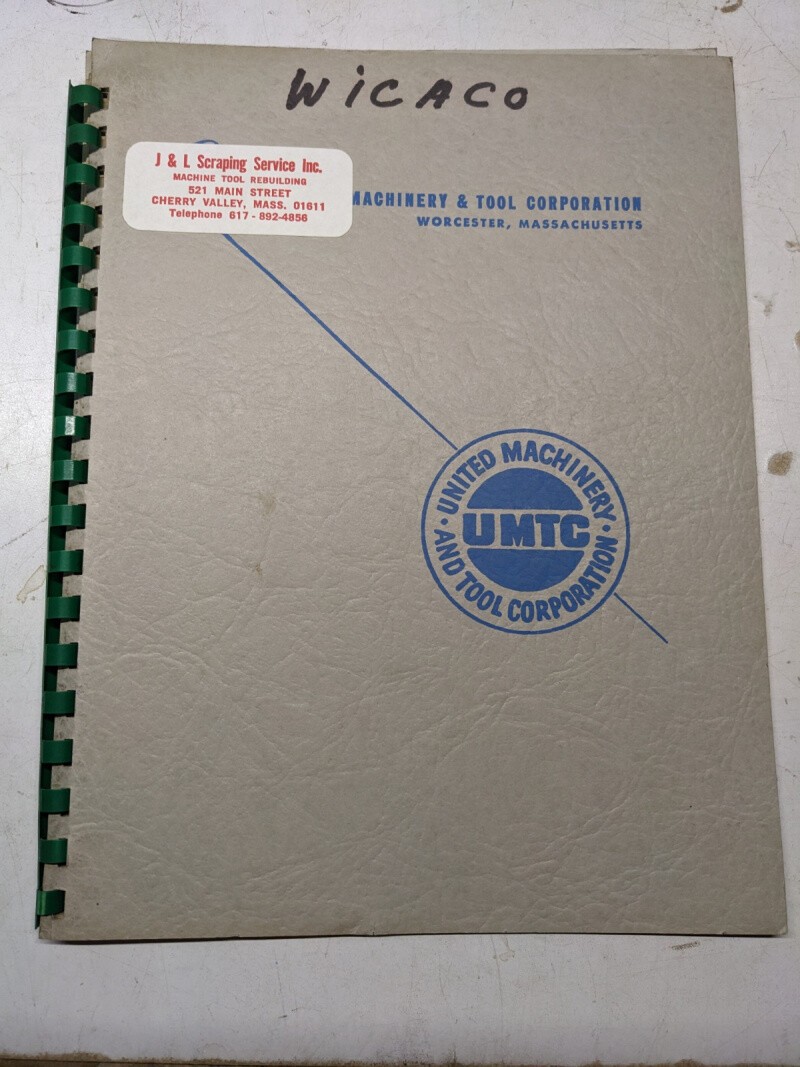 WiCACO
J & L Scraping Service Inc.
MACHINE TOOL REBUILDING
521 MAIN STREET
CHERRY VALLEY, MASS. 01611
Telephone 617 - 892-4856
MACHINERY & TOOL CORPORATION
WORCESTER, MASSACHUSETTS
• UNITED MACHINERY •
UMTC
AND TOOL CORPORATION